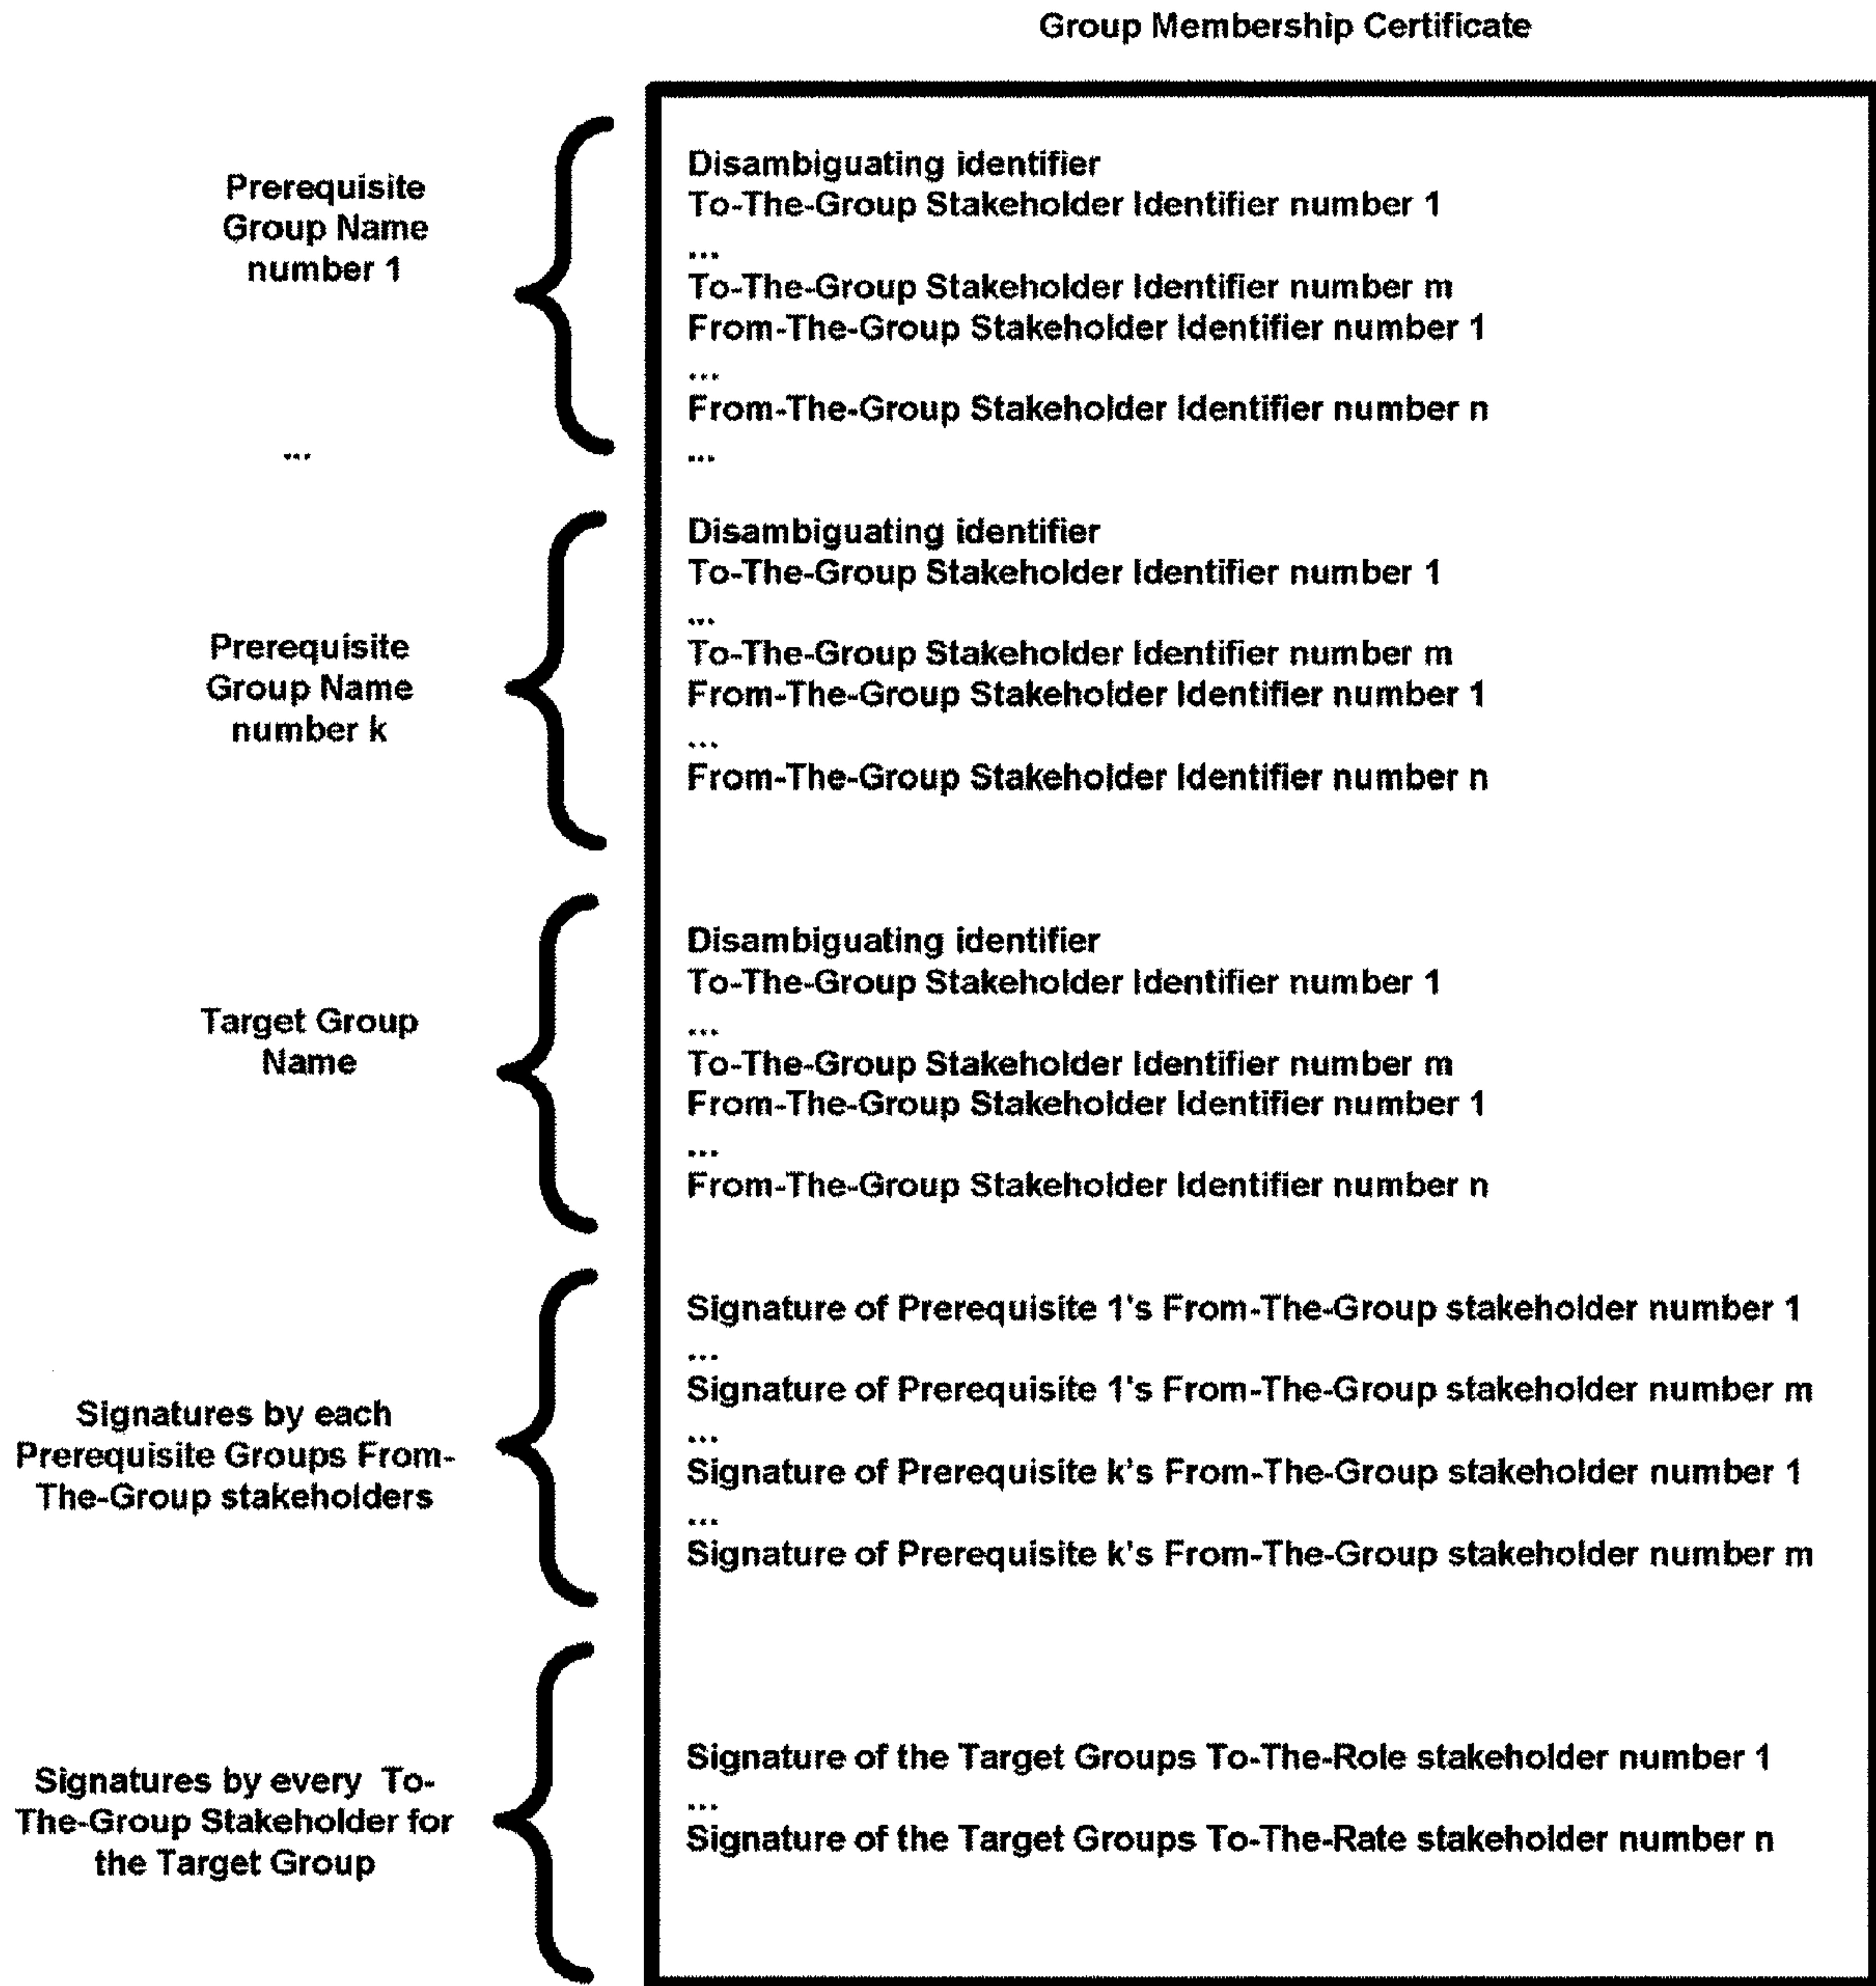 Group Membership Certificate
Prerequisite
Group Name
number 1
Disambiguating identifier
To-The-Group Stakeholder Identifier number 1
...
To-The-Group Stakeholder Identifier number m
From-The-Group Stakeholder Identifier number 1
...
From-The-Group Stakeholder Identifier number n
...
...
Prerequisite
Group Name
number k
Disambiguating identifier
To-The-Group Stakeholder Identifier number 1
...
To-The-Group Stakeholder Identifier number m
From-The-Group Stakeholder Identifier number 1
...
From-The-Group Stakeholder Identifier number n
Target Group
Name
Disambiguating identifier
To-The-Group Stakeholder Identifier number 1
...
To-The-Group Stakeholder Identifier number m
From-The-Group Stakeholder Identifier number 1
...
From-The-Group Stakeholder Identifier number n
Signatures by each
Prerequisite Groups From-
The-Group stakeholders
Signature of Prerequisite 1's From-The-Group stakeholder number 1
...
Signature of Prerequisite 1's From-The-Group stakeholder number m
...
Signature of Prerequisite k's From-The-Group stakeholder number 1
...
Signature of Prerequisite k's From-The-Group stakeholder number m
Signatures by every To-
The-Group Stakeholder for
the Target Group
Signature of the Target Groups To-The-Role stakeholder number 1
...
Signature of the Target Groups To-The-Rate stakeholder number n